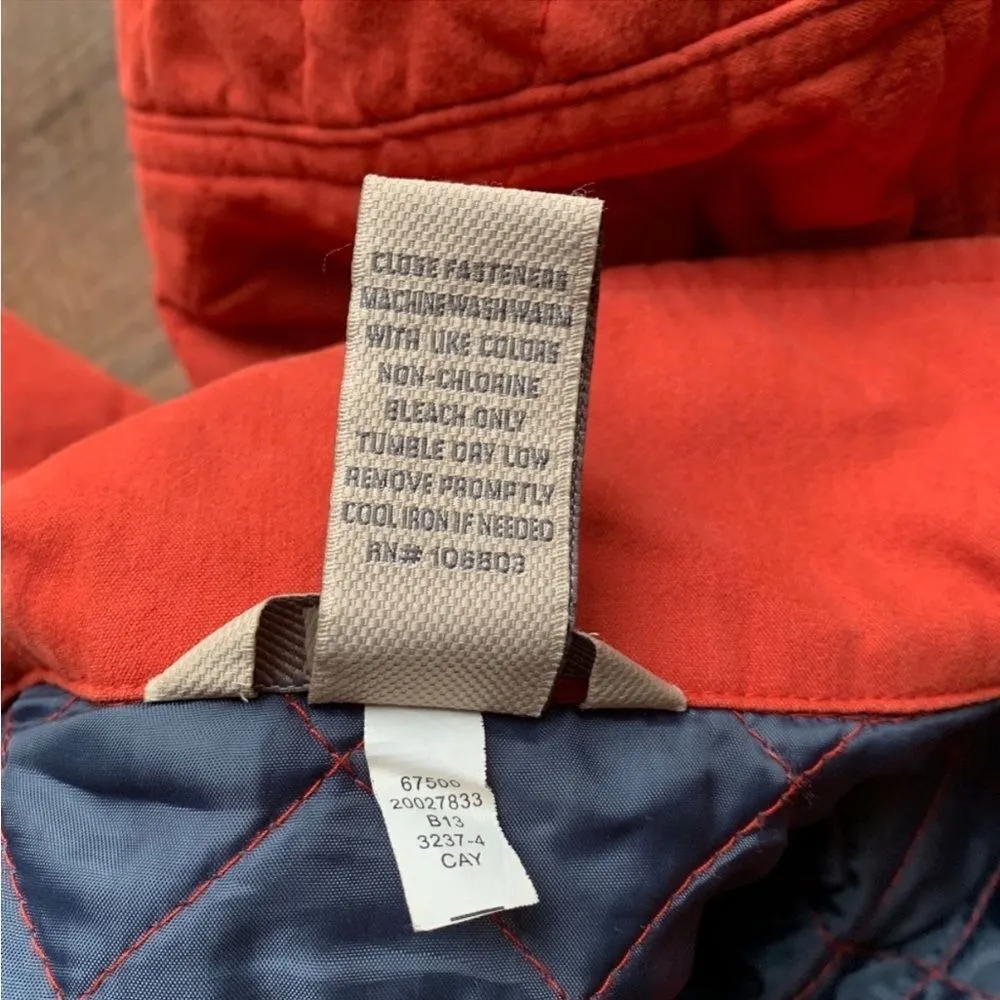 CLOSE FASTENERS
MACHINE WASH WARM
WITH LIKE COLORS
NON-CHLORINE
BLEACH ONLY
TUMBLE DRY LOW
REMOVE PROMPTLY
COOL IRON IF NEEDED
RN# 106803
67500
20027833
B13
3237-4
CAY